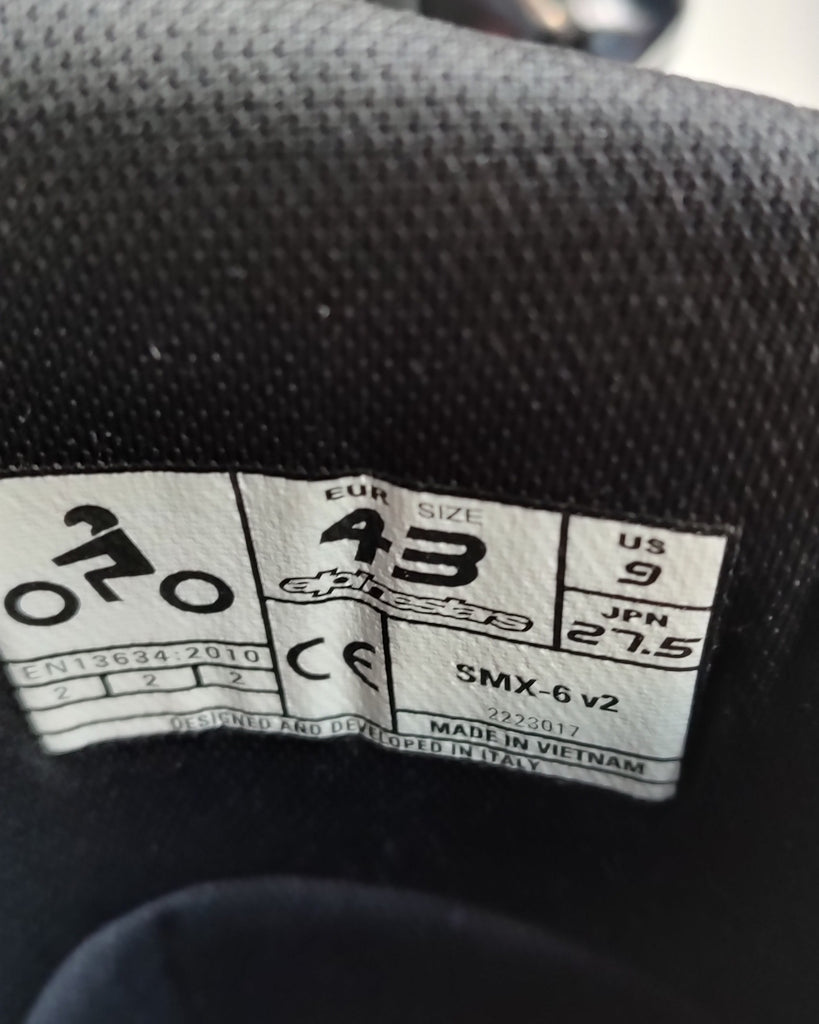 EUR SIZE
43
alpinestars
US
9
JPN
27.5
EN13634:2010
2 2 2
CE
SMX-6 v2
2223017
MADE IN VIETNAM
DESIGNED AND DEVELOPED IN ITALY